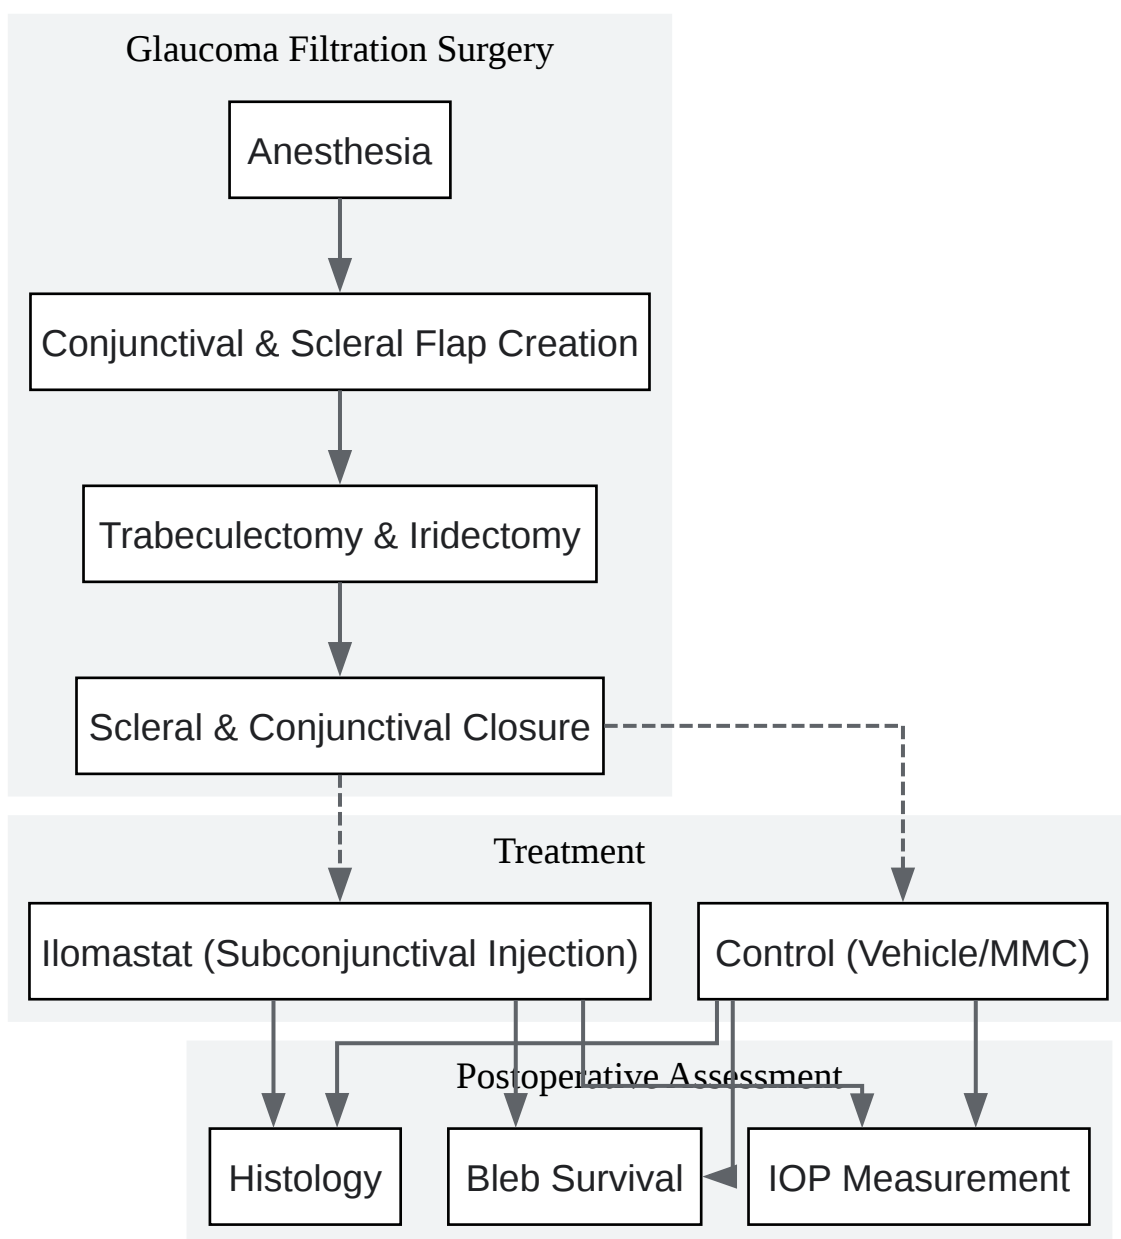 Glaucoma Filtration Surgery
Anesthesia
Conjunctival & Scleral Flap Creation
Trabeculectomy & Iridectomy
Scleral & Conjunctival Closure
Treatment
Ilomastat (Subconjunctival Injection)
Control (Vehicle/MMC)
Postoperative Assessment
Histology
Bleb Survival
IOP Measurement